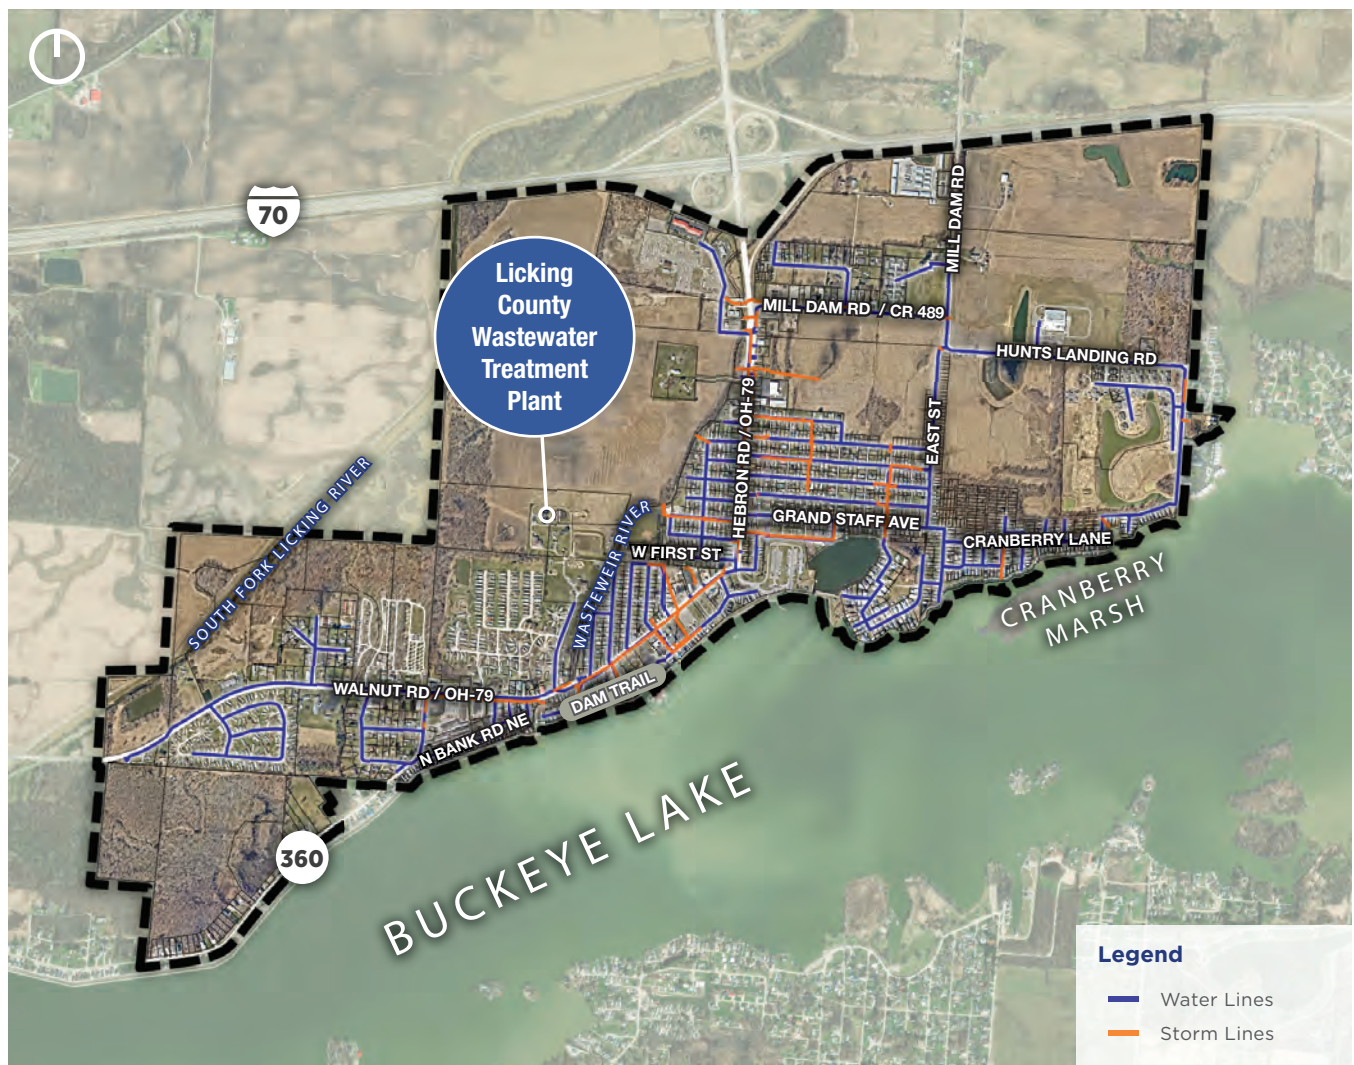 70
Licking
County
Wastewater
Treatment
Plant
MILL DAM RD
MILL DAM RD / CR 489
HUNTS LANDING RD
HEBRON RD / OH-79
EAST ST
SOUTH FORK LICKING RIVER
WASTEWEIR RIVER
GRAND STAFF AVE
W FIRST ST
CRANBERRY LANE
CRANBERRY
MARSH
WALNUT RD / OH-79
DAM TRAIL
N BANK RD NE
360
BUCKEYE LAKE
Legend
Water Lines
Storm Lines